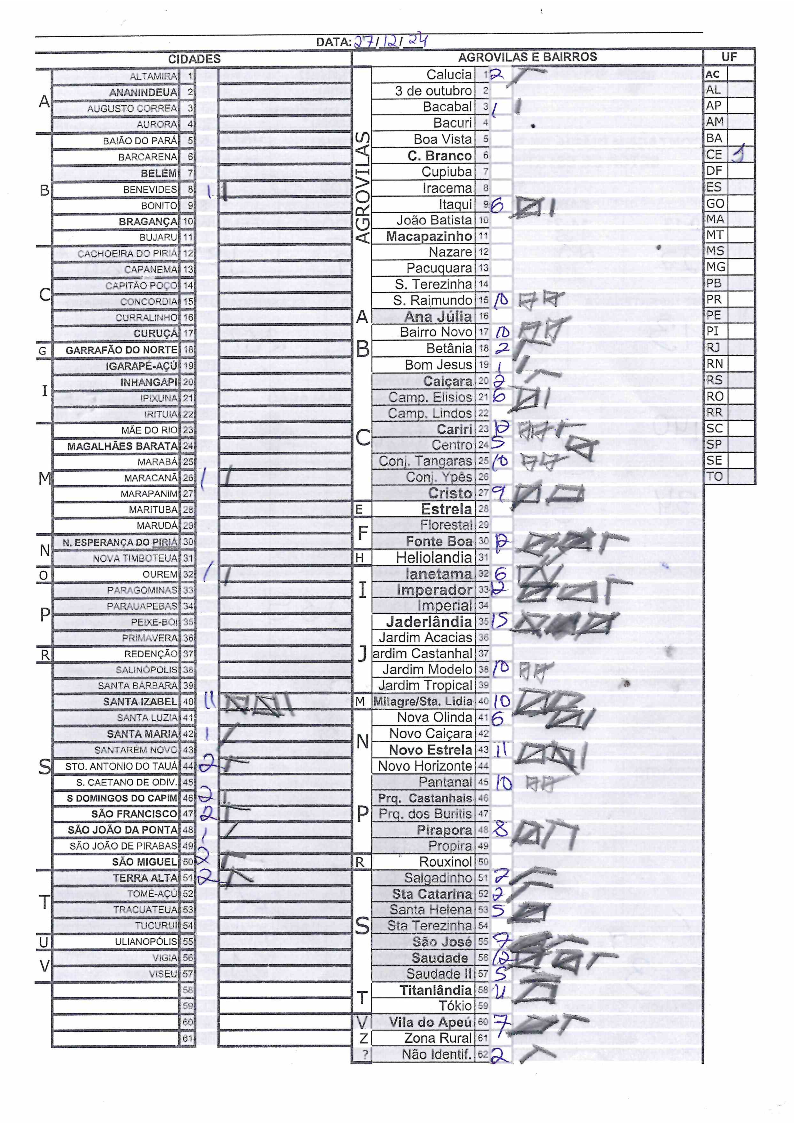 DATA: 27/12/24
CIDADES
A
ALTAMIRA 1
ANANINDEUA 2
AUGUSTO CORREA 3
AURORA 4
B
BAIÃO DO PARÁ 5
BARCARENA 6
BELÉM 7
BENEVIDES 8 1
BONITO 9
BRAGANÇA 10
BUJARU 11
C
CACHOEIRA DO PIRIA 12
CAPANEMA 13
CAPITÃO POÇO 14
CONCORDIA 15
CURRALINHO 16
CURUÇÁ 17
G GARRAFÃO DO NORTE 18
I
IGARAPÉ-AÇÚ 19
INHANGAPI 20
IPIXUNA 21
IRITUIA 22
M
MÃE DO RIO 23
MAGALHÃES BARATA 24
MARABÁ 25
MARACANÃ 26 1
MARAPANIM 27
MARITUBA 28
MARUDÁ 29
N
N. ESPERANÇA DO PIRIA 30
NOVA TIMBOTEUA 31
O OUREM 32 1
P
PARAGOMINAS 33
PARAUAPEBAS 34
PEIXE-BOI 35
PRIMAVERA 36
R REDENÇÃO 37
S
SALINÓPOLIS 38
SANTA BÁRBARA 39
SANTA IZABEL 40 11
SANTA LUZIA 41
SANTA MARIA 42 1
SANTARÉM NOVO 43
STO. ANTONIO DO TAUÁ 44 2
S. CAETANO DE ODIV. 45
S DOMINGOS DO CAPIM 46 2
SÃO FRANCISCO 47 2
SÃO JOÃO DA PONTA 48 1
SÃO JOÃO DE PIRABAS 49
SÃO MIGUEL 50 2
T
TERRA ALTA 51 2
TOMÉ-AÇÚ 52
TRACUATEUA 53
TUCURUI 54
U ULIANOPÓLIS 55
V
VIGIA 56
VISEU 57
58
59
60
61
AGROVILAS E BAIRROS
AGROVILAS
Calucia 1 2
3 de outubro 2
Bacabal 3 1
Bacuri 4
Boa Vista 5
C. Branco 6
Cupiuba 7
Iracema 8
Itaqui 9 6
João Batista 10
Macapazinho 11
Nazare 12
Pacuquara 13
S. Terezinha 14
S. Raimundo 15 10
A Ana Júlia 16
B
Bairro Novo 17 10
Betânia 18 2
Bom Jesus 19 1
C
Caiçara 20 2
Camp. Elisios 21 6
Camp. Lindos 22
Cariri 23 12
Centro 24 5
Conj. Tangaras 25 10
Conj. Ypês 26
Cristo 27 9
E Estrela 28
F
Florestal 29
Fonte Boa 30 12
H Heliolandia 31
I
Ianetama 32 6
Imperador 33 12
Imperial 34
J
Jaderlândia 35 15
Jardim Acacias 36
ardim Castanhal 37
Jardim Modelo 38 10
Jardim Tropical 39
M Milagre/Sta. Lidia 40 10
N
Nova Olinda 41 6
Novo Caiçara 42
Novo Estrela 43 11
Novo Horizonte 44
P
Pantanal 45 10
Prq. Castanhais 46
Prq. dos Buritis 47
Pirapora 48 8
Propira 49
R Rouxinol 50
S
Salgadinho 51 2
Sta Catarina 52 2
Santa Helena 53 5
Sta Terezinha 54
São José 55 7
Saudade 56 12
Saudade II 57 5
T
Titanlândia 58 4
Tókio 59
V Vila do Apeú 60 7
Z Zona Rural 61
? Não Identif. 62 2
UF
AC
AL
AP
AM
BA
CE 1
DF
ES
GO
MA
MT
MS
MG
PB
PR
PE
PI
RJ
RN
RS
RO
RR
SC
SP
SE
TO